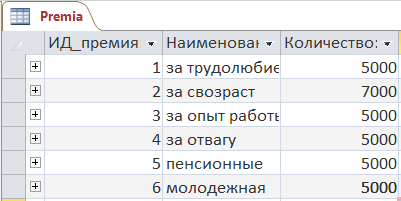 Premia
ИД_премия: Наименован Количество:
1 за трудолюбие 5000
2 за свозраст 7000
3 за опыт работь 5000
4 за отвагу 5000
5 пенсионные 5000
6 молодежная 5000